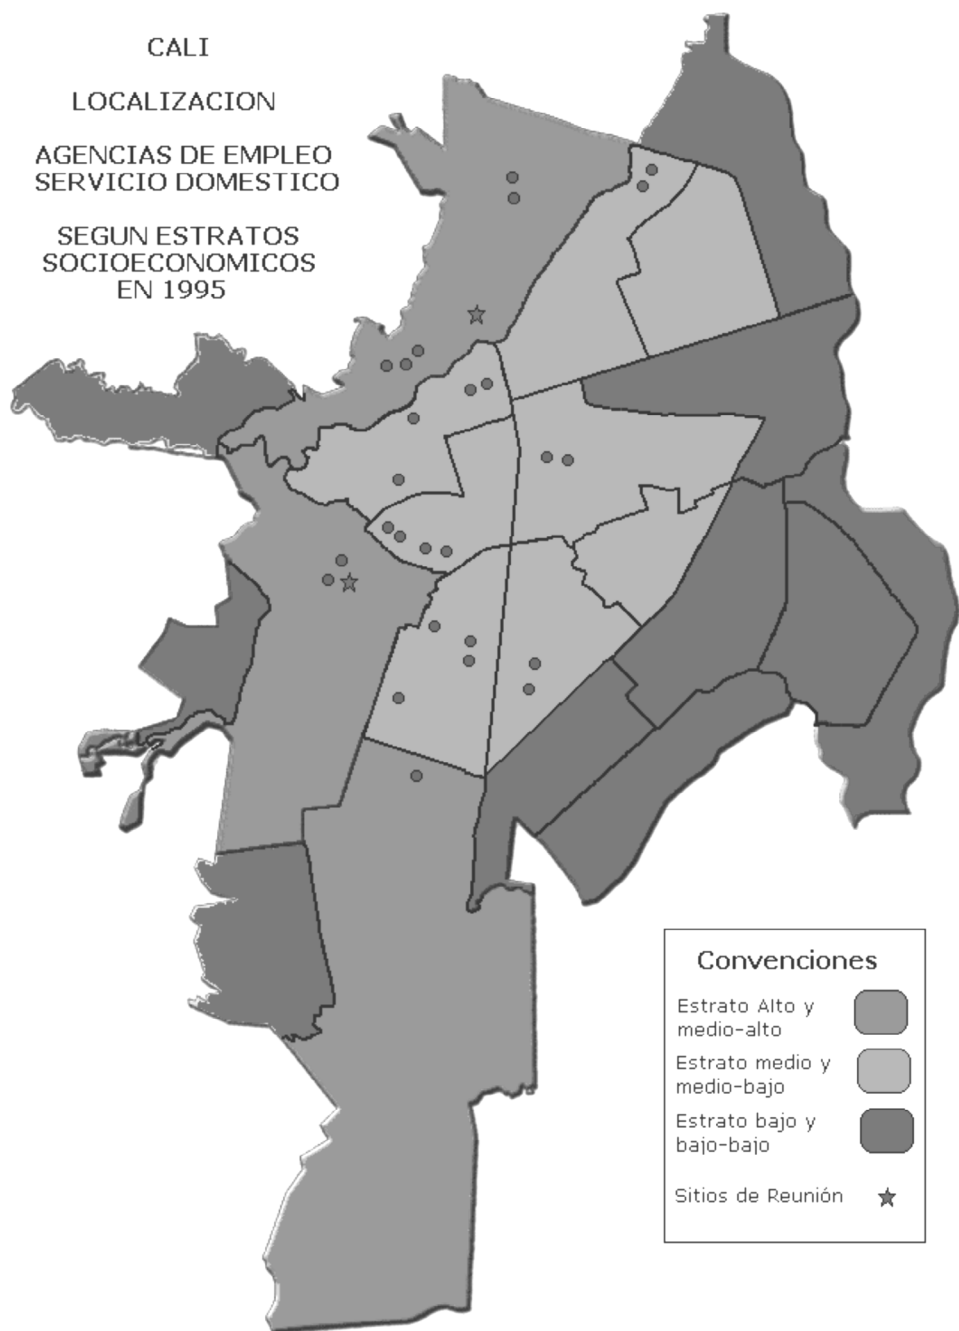 CALI
LOCALIZACION
AGENCIAS DE EMPLEO
SERVICIO DOMESTICO
SEGUN ESTRATOS
SOCIOECONOMICOS
EN 1995
Convenciones
Estrato Alto y
medio-alto
Estrato medio y
medio-bajo
Estrato bajo y
bajo-bajo
Sitios de Reunión